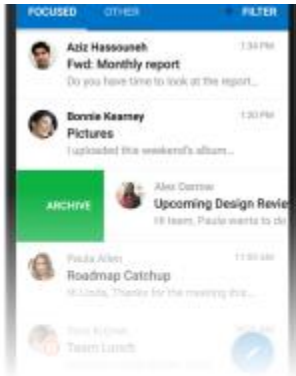 FOCUSED OTHER FILTER
Aziz Hassouneh 1:34 PM
Fwd: Monthly report
Do you have time to look at the report...
Bonnie Kearney 1:30 PM
Pictures
I uploaded this weekend's album...
ARCHIVE
Alex Darrow
Upcoming Design Revie
Hi team, Paula wants to do
Paula Allen 11:50 AM
Roadmap Catchup
Hi Linda, Thanks for the meeting this...
Team Lunch